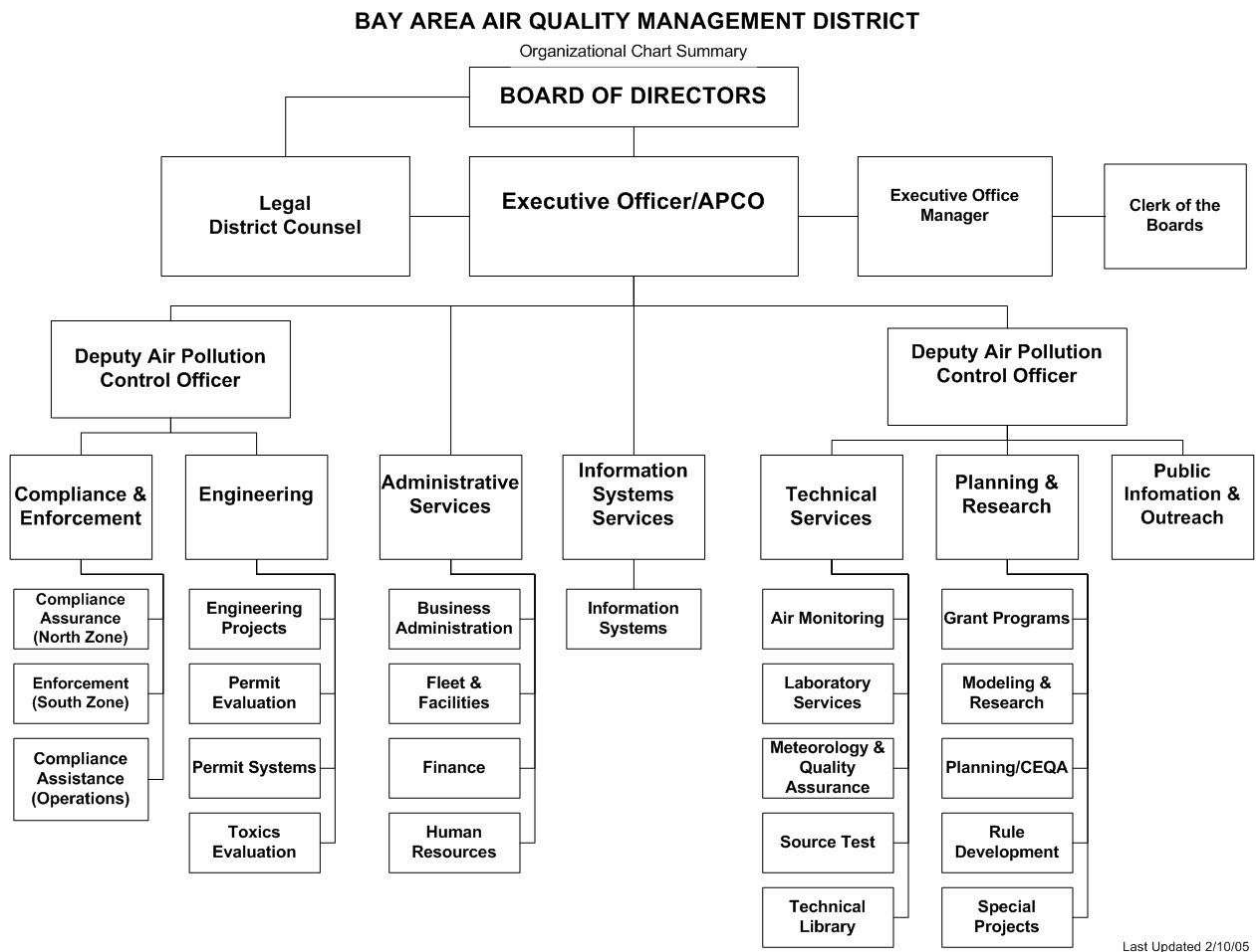 BAY AREA AIR QUALITY MANAGEMENT DISTRICT
Organizational Chart Summary
BOARD OF DIRECTORS
Legal
District Counsel
Executive Officer/APCO
Executive Office
Manager
Clerk of the
Boards
Deputy Air Pollution
Control Officer
Deputy Air Pollution
Control Officer
Compliance &
Enforcement
Engineering
Administrative
Services
Information
Systems
Services
Technical
Services
Planning &
Research
Public
Infomation &
Outreach
Compliance
Assurance
(North Zone)
Enforcement
(South Zone)
Compliance
Assistance
(Operations)
Engineering
Projects
Permit
Evaluation
Permit Systems
Toxics
Evaluation
Business
Administration
Fleet &
Facilities
Finance
Human
Resources
Information
Systems
Air Monitoring
Laboratory
Services
Meteorology &
Quality
Assurance
Source Test
Technical
Library
Grant Programs
Modeling &
Research
Planning/CEQA
Rule
Development
Special
Projects
Last Updated 2/10/05